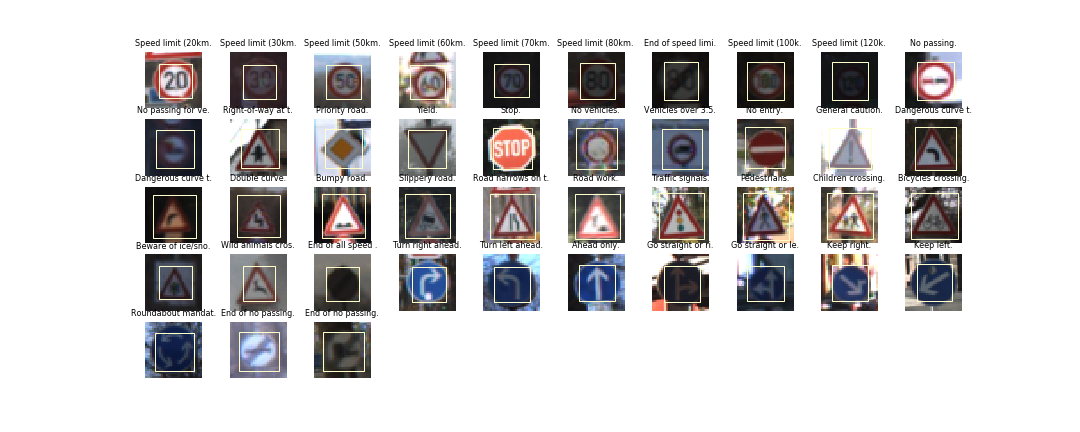 Speed limit (20km. Speed limit (30km. Speed limit (50km. Speed limit (60km. Speed limit (70km. Speed limit (80km. End of speed limi. Speed limit (100k. Speed limit (120k. No passing.
20 30 50 60 70 80 80 100 120
No passing for ve. Right-of-way at t. Priority road. Yield. Stop. No vehicles. Vehicles over 3.5. No entry. General caution. Dangerous curve t.
STOP
Dangerous curve t. Double curve. Bumpy road. Slippery road. Road narrows on t. Road work. Traffic signals. Pedestrians. Children crossing. Bicycles crossing.
Beware of ice/sno. Wild animals cros. End of all speed . Turn right ahead. Turn left ahead. Ahead only. Go straight or r. Go straight or le. Keep right. Keep left.
Roundabout mandat. End of no passing. End of no passing.